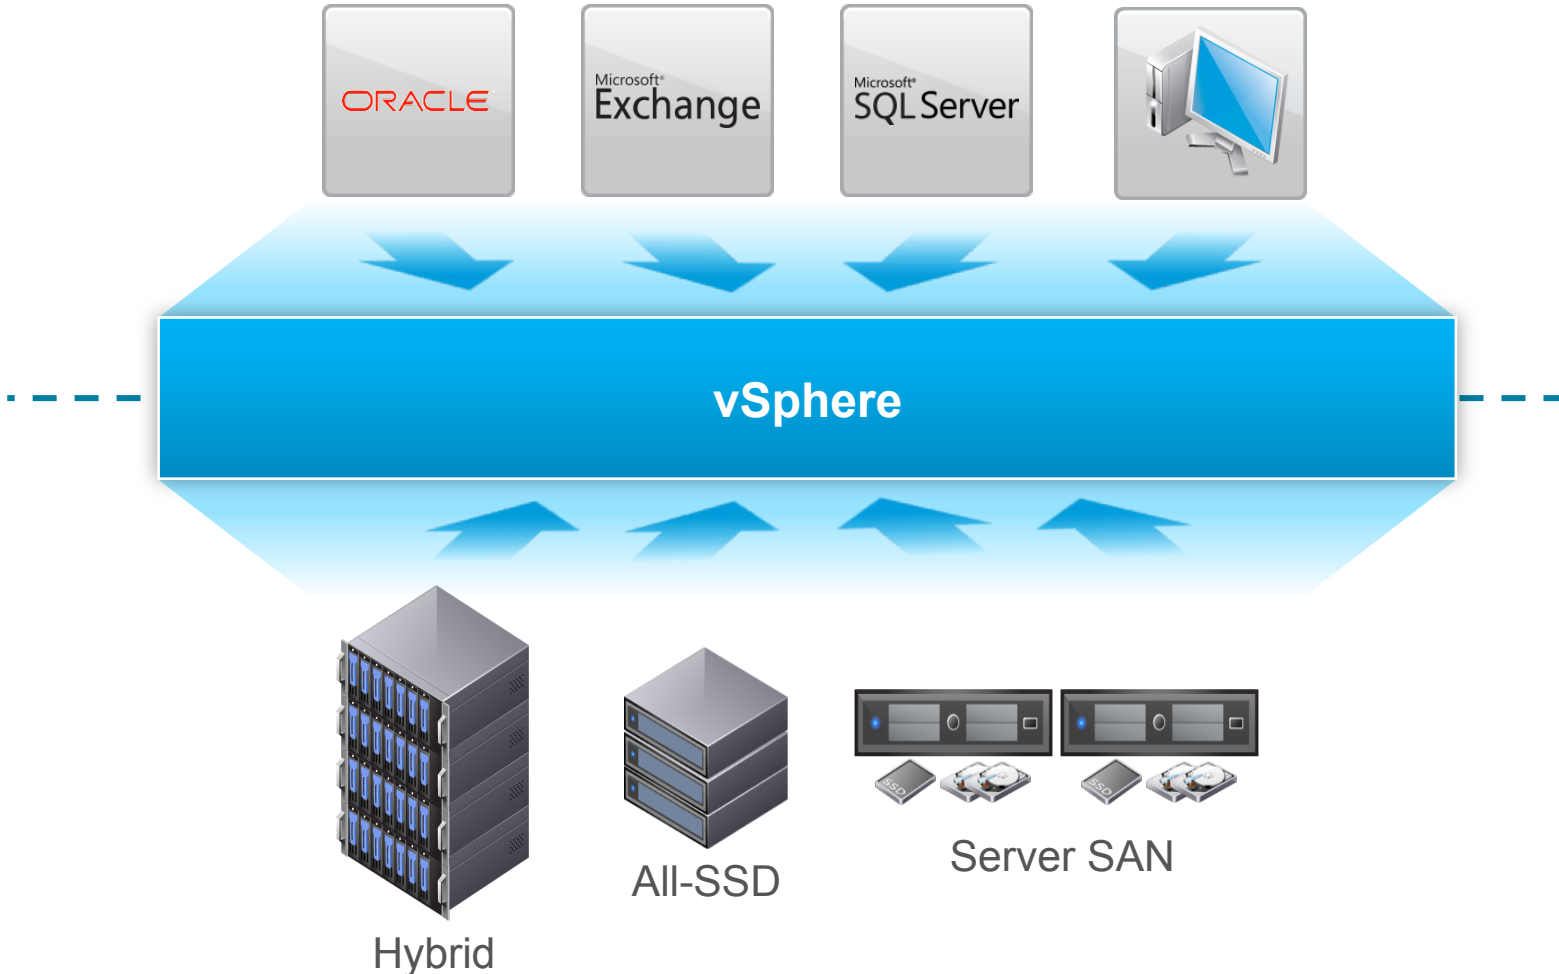 ORACLE
Microsoft®
Exchange
Microsoft®
SQL Server
vSphere
SSD
SSD
Server SAN
All-SSD
Hybrid